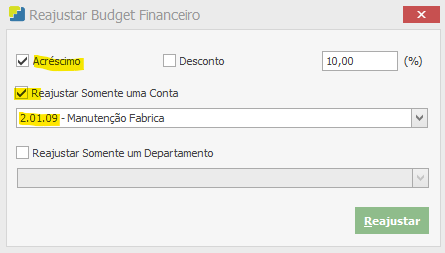 Reajustar Budget Financeiro
Acréscimo Desconto 10,00 (%)
Reajustar Somente uma Conta
2.01.09 - Manutenção Fabrica
Reajustar Somente um Departamento
Reajustar